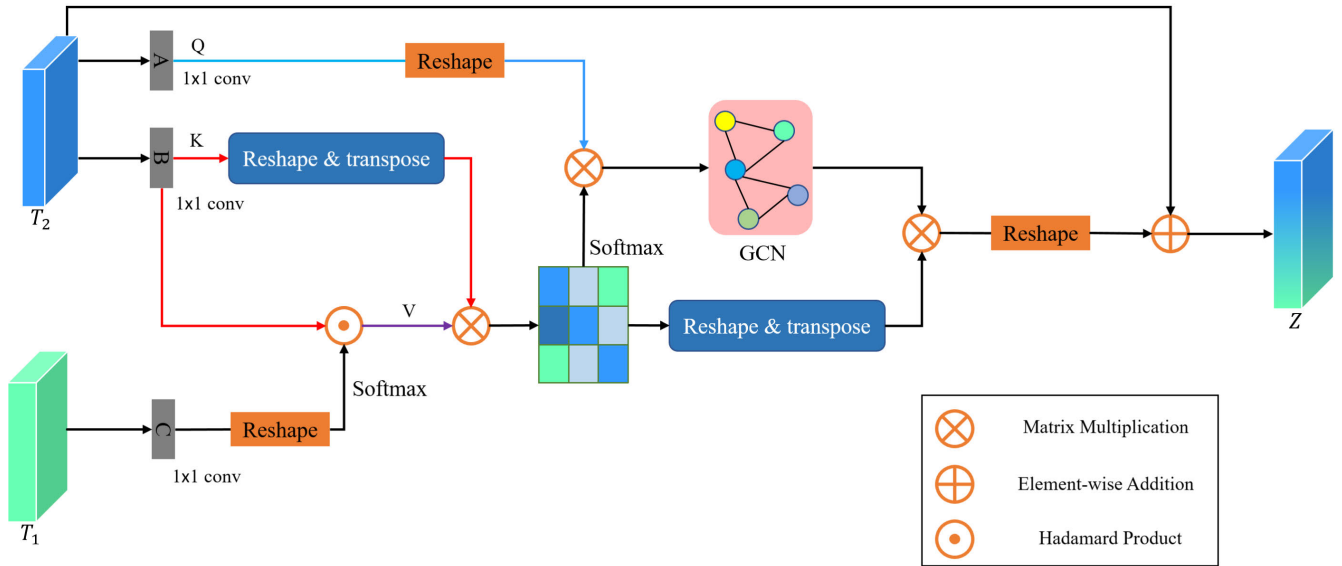 A
Q
1x1 conv
Reshape
T₂
B
K
1x1 conv
Reshape & transpose
GCN
Softmax
Reshape
Z
V
Reshape & transpose
Softmax
T₁
C
1x1 conv
Reshape
Matrix Multiplication
Element-wise Addition
Hadamard Product